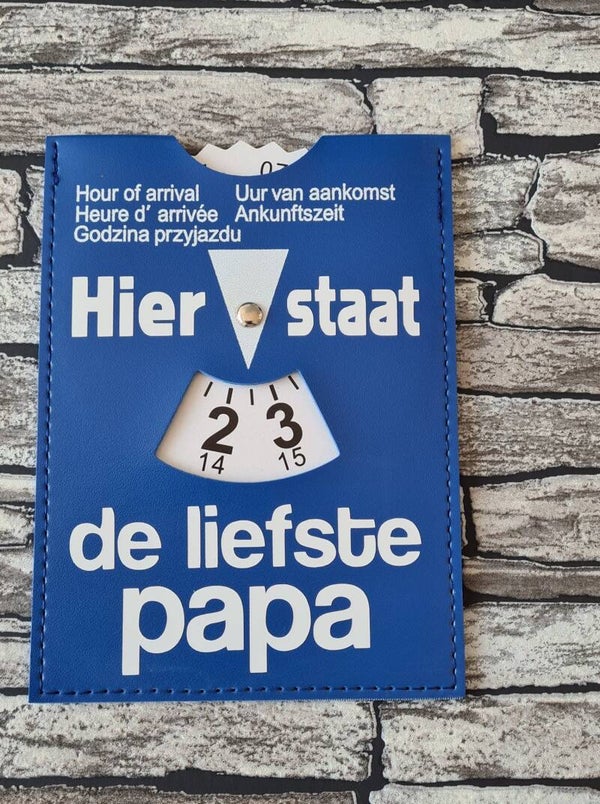 07
Hour of arrival Uur van aankomst
Heure d' arrivée Ankunftszeit
Godzina przyjazdu
Hier staat
2 3
14 15
de liefste
papa